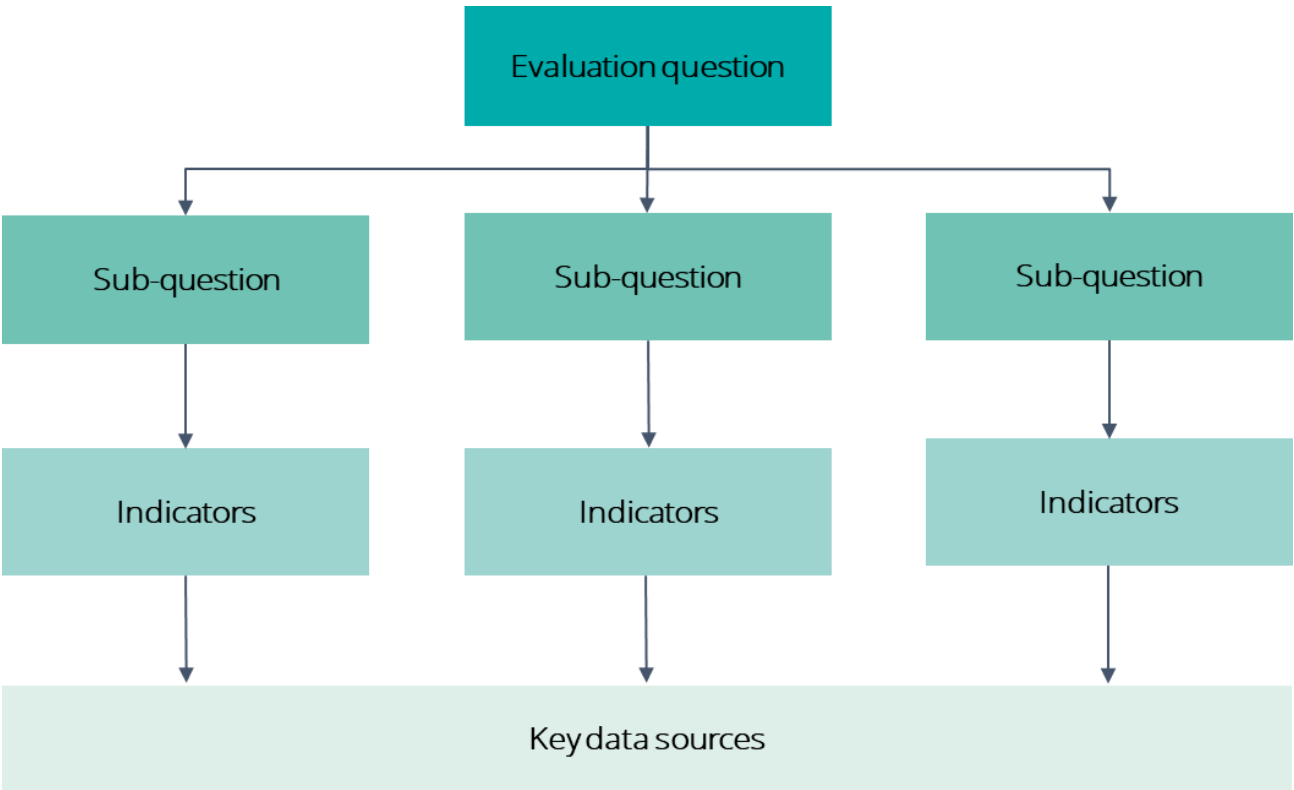 Evaluation question
Sub-question
Sub-question
Sub-question
Indicators
Indicators
Indicators
Key data sources